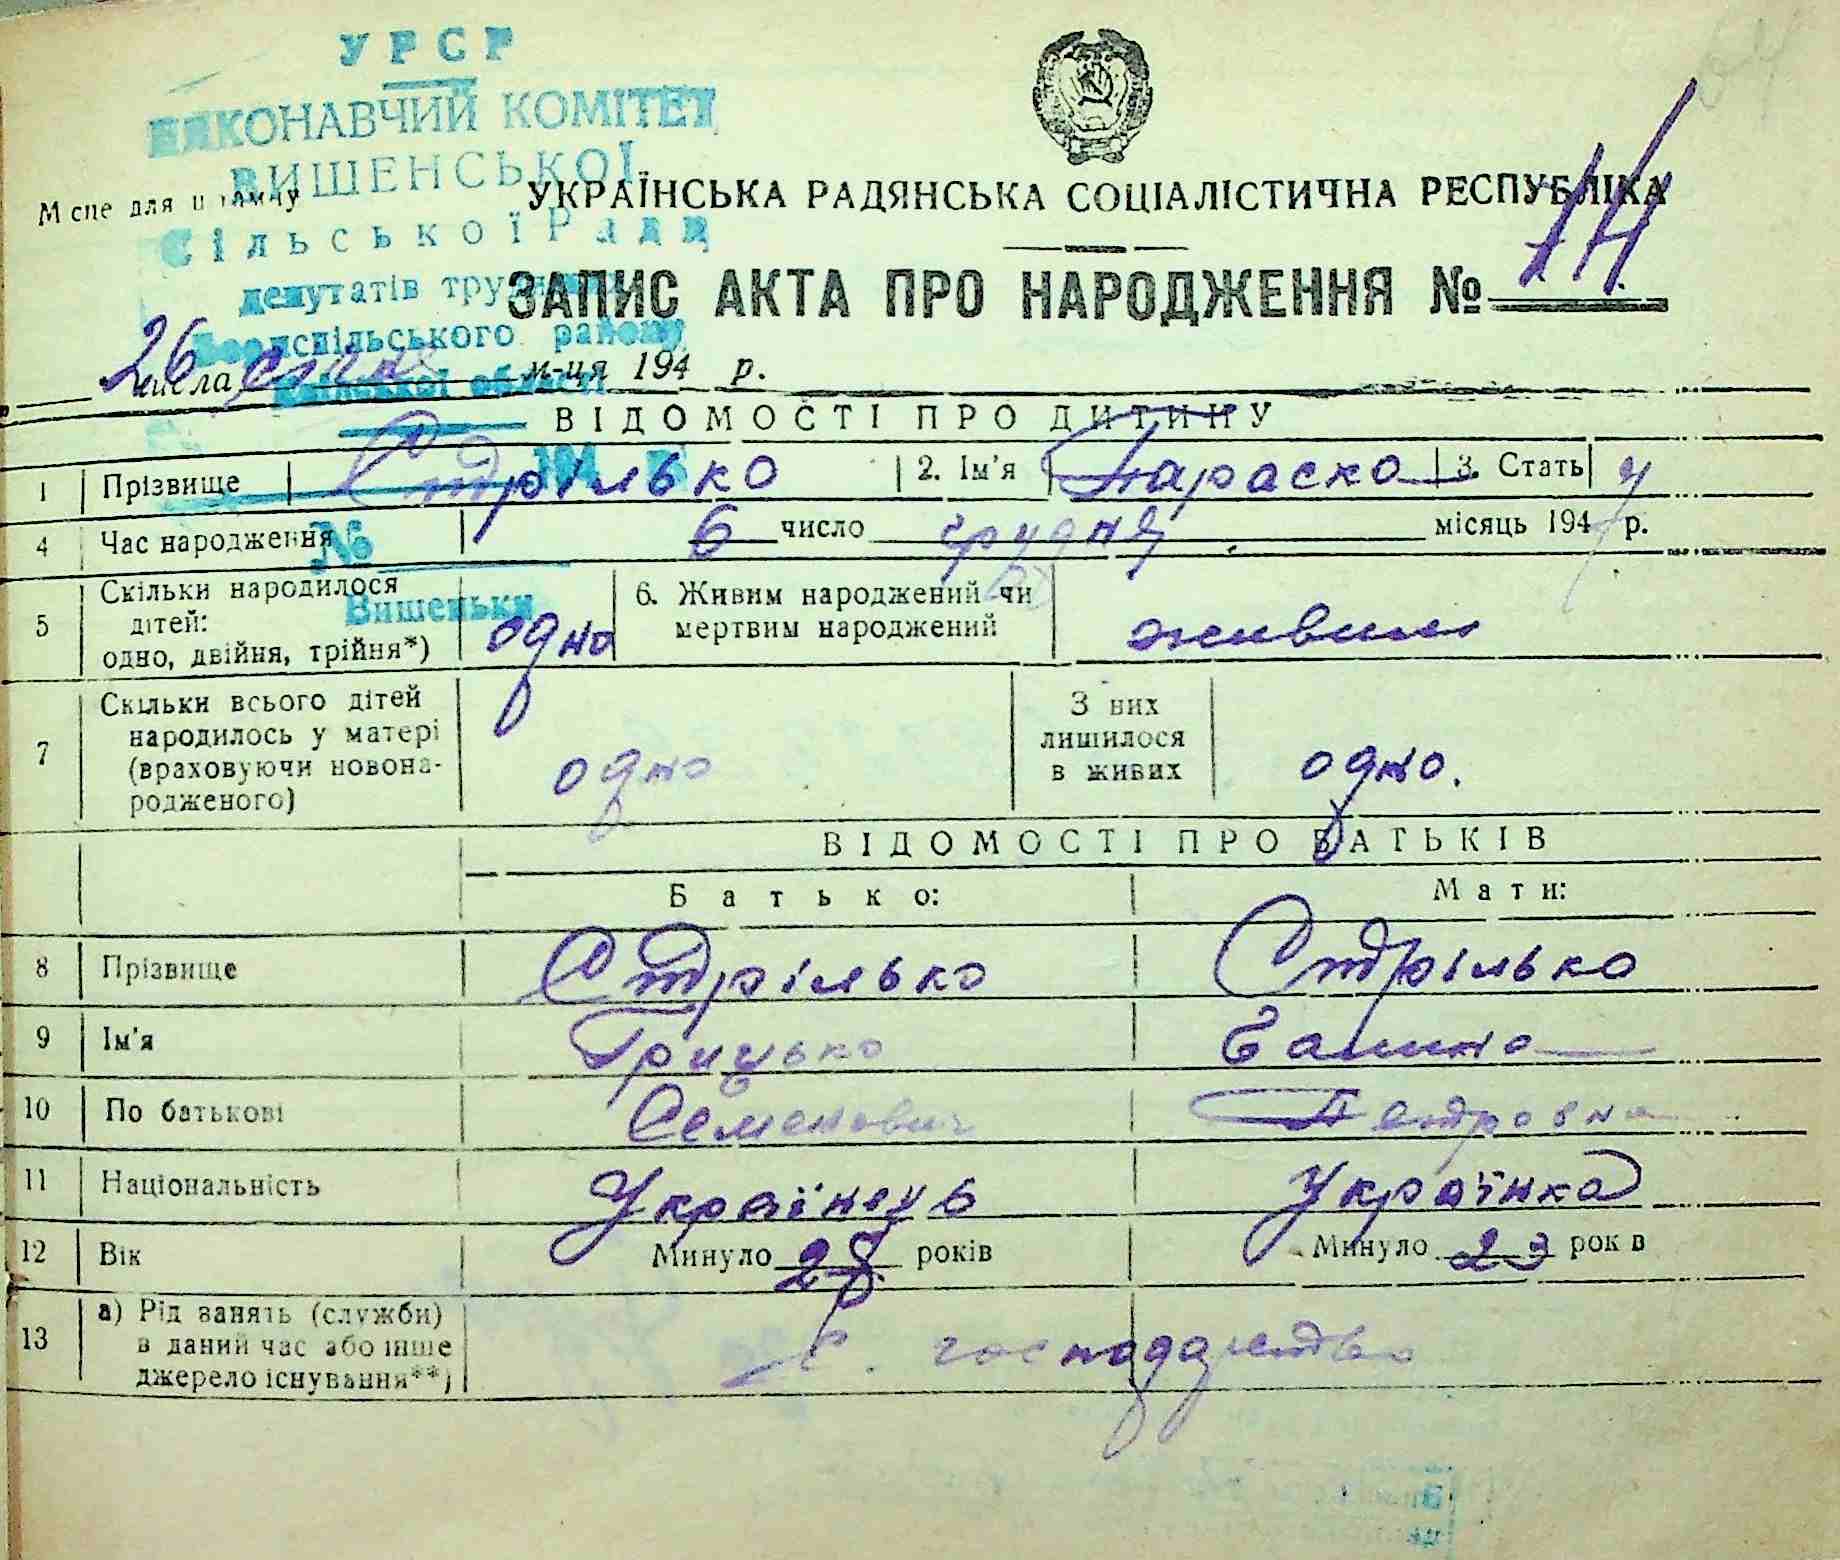 УРСР
ВИКОНАВЧИЙ КОМІТЕТ
ВИШЕНСЬКОЇ
Сільської Ради
депутатів трудящих
Бориспільського району
Київської області
194 р.
№
Вишеньки
Місце для штампу
УКРАЇНСЬКА РАДЯНСЬКА СОЦІАЛІСТИЧНА РЕСПУБЛІКА
ЗАПИС АКТА ПРО НАРОДЖЕННЯ № 14
26 числа січня м-ця 194 р.
ВІДОМОСТІ ПРО ДИТИНУ
1 Прізвище Стрілько 2. Ім'я Параска 3. Стать
4 Час народження 6 число грудня місяць 194 р.
5 Скільки народилося дітей: одно, двійня, трійня*) одно 6. Живим народжений чи мертвим народжений живим
7 Скільки всього дітей народилось у матері (враховуючи новонародженого) одно З них лишилося в живих одно.
ВІДОМОСТІ ПРО БАТЬКІВ
Батько: Мати:
8 Прізвище Стрілько Стрілько
9 Ім'я Грицько Галина
10 По батькові Семенович Петровна
11 Національність Українець Українка
12 Вік Минуло 28 років Минуло 23 років
13 а) Рід занять (служби) в даний час або інше джерело існування**) С. господарство